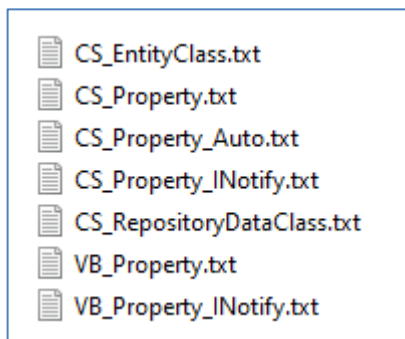 CS_EntityClass.txt
CS_Property.txt
CS_Property_Auto.txt
CS_Property_INotify.txt
CS_RepositoryDataClass.txt
VB_Property.txt
VB_Property_INotify.txt